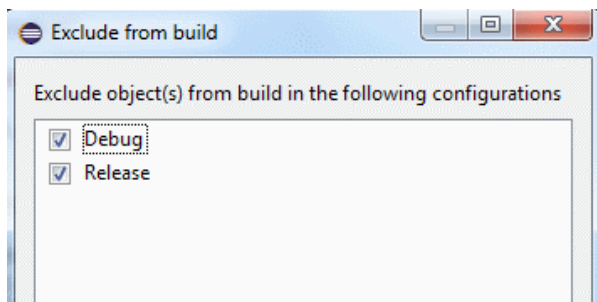 Exclude from build
Exclude object(s) from build in the following configurations
Debug
Release